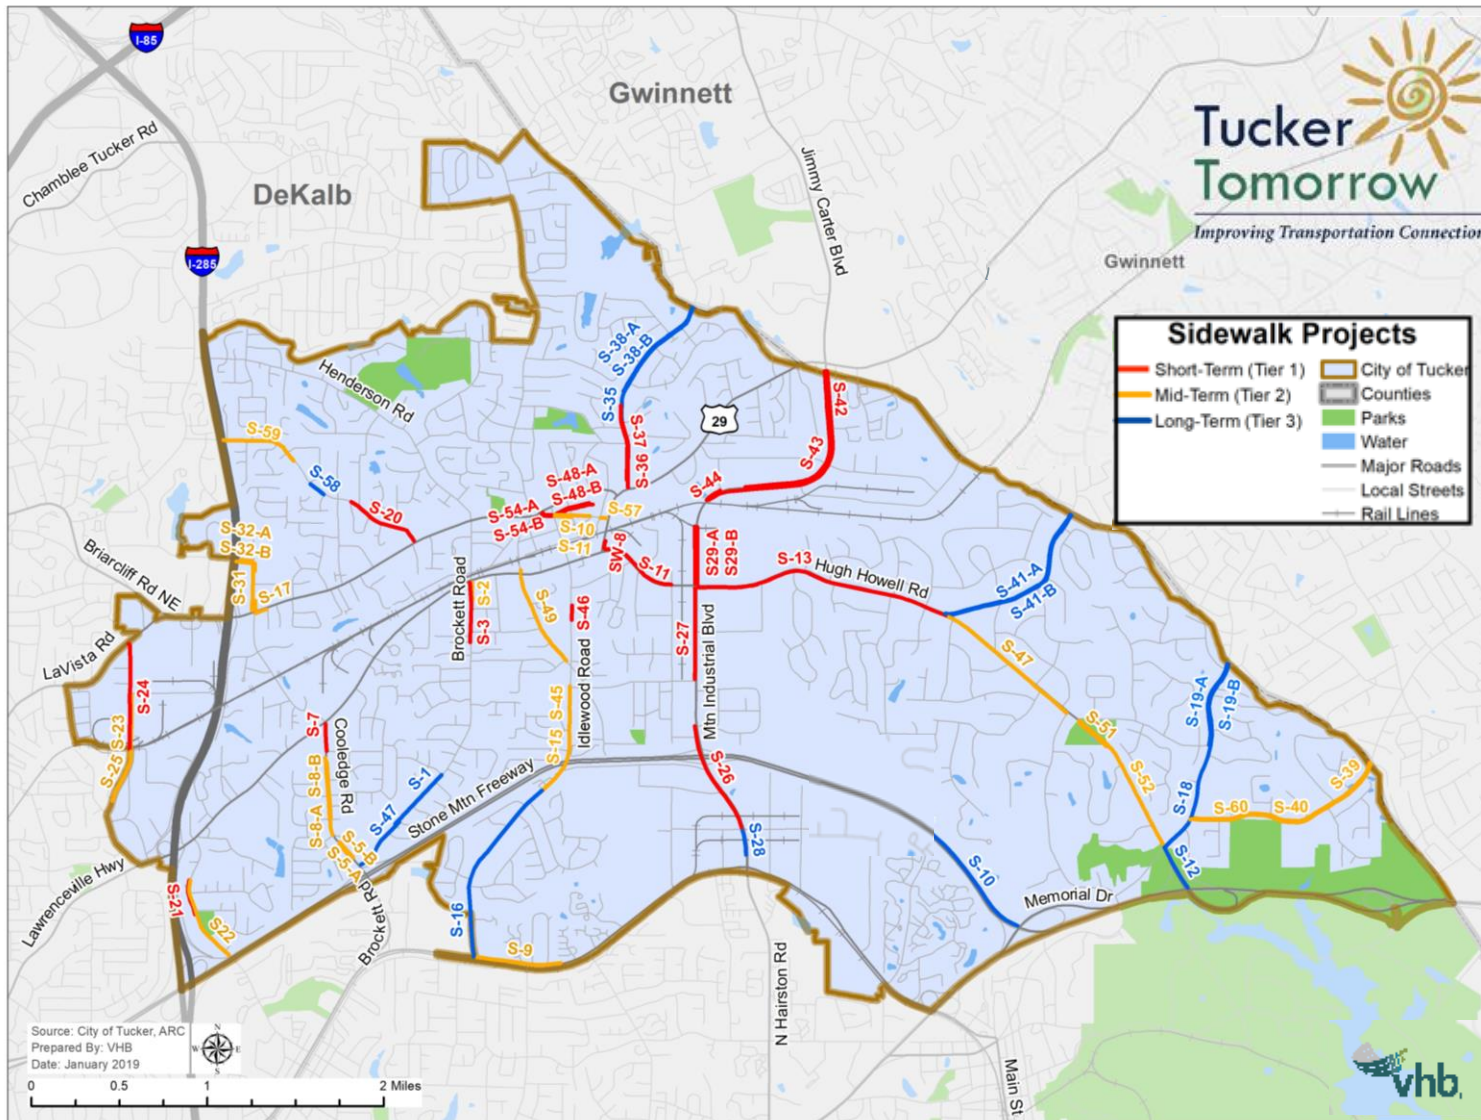 I-85
Gwinnett
Chamblee Tucker Rd
DeKalb
Jimmy Carter Blvd
Tucker
Tomorrow
Improving Transportation Connection
Gwinnett
I-285
Sidewalk Projects
Short-Term (Tier 1)
Mid-Term (Tier 2)
Long-Term (Tier 3)
City of Tucker
Counties
Parks
Water
Major Roads
Local Streets
Rail Lines
Henderson Rd
S-38-A
S-38-B
S-35
29
S-42
S-59
S-37
S-36
S-43
S-58
S-48-A
S-48-B
S-44
S-20
S-54-A
S-54-B
S-57
S-10
S-11
S-32-A
S-32-B
S-31
S-17
Briarcliff Rd NE
SW-8
S-11
S29-A
S29-B
S-13
Hugh Howell Rd
S-41-A
S-41-B
Brockett Road
S-2
S-3
S-49
S-46
Idlewood Road
S-27
Mtn Industrial Blvd
LaVista Rd
S-24
S-23
S-25
S-47
S-19-A
S-19-B
S-7
Cooledge Rd
S-8-B
S-8-A
S-45
S-15
S-51
S-52
S-1
S-47
S-5-B
S-5-A
Stone Mtn Freeway
S-26
S-28
S-18
S-60
S-40
S-39
S-12
S-10
Memorial Dr
Lawrenceville Hwy
S-21
S22
Brockett Rd
S-16
S-9
N Hairston Rd
Main St
Source: City of Tucker, ARC
Prepared By: VHB
Date: January 2019
N
W
E
S
0 0.5 1 2 Miles
vhb